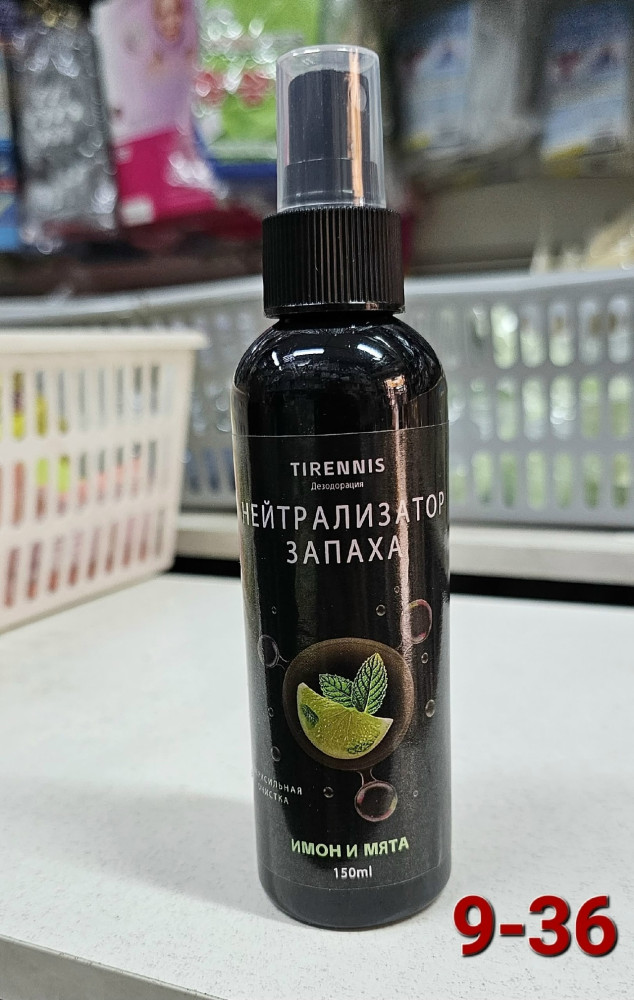 TIRENNIS
Дезодорация
НЕЙТРАЛИЗАТОР
ЗАПАХА
ОЧИСТКА
ИМОН И МЯТА
150ml
9-36